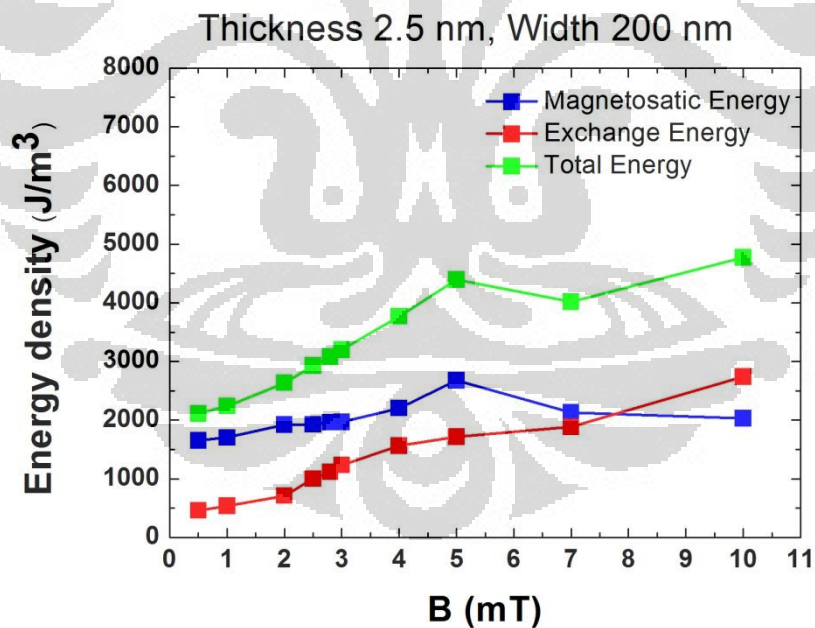 Thickness 2.5 nm, Width 200 nm
8000
7000
6000
5000
4000
3000
2000
1000
0
Energy density (J/m3)
Magnetosatic Energy
Exchange Energy
Total Energy
0 1 2 3 4 5 6 7 8 9 10 11
B (mT)